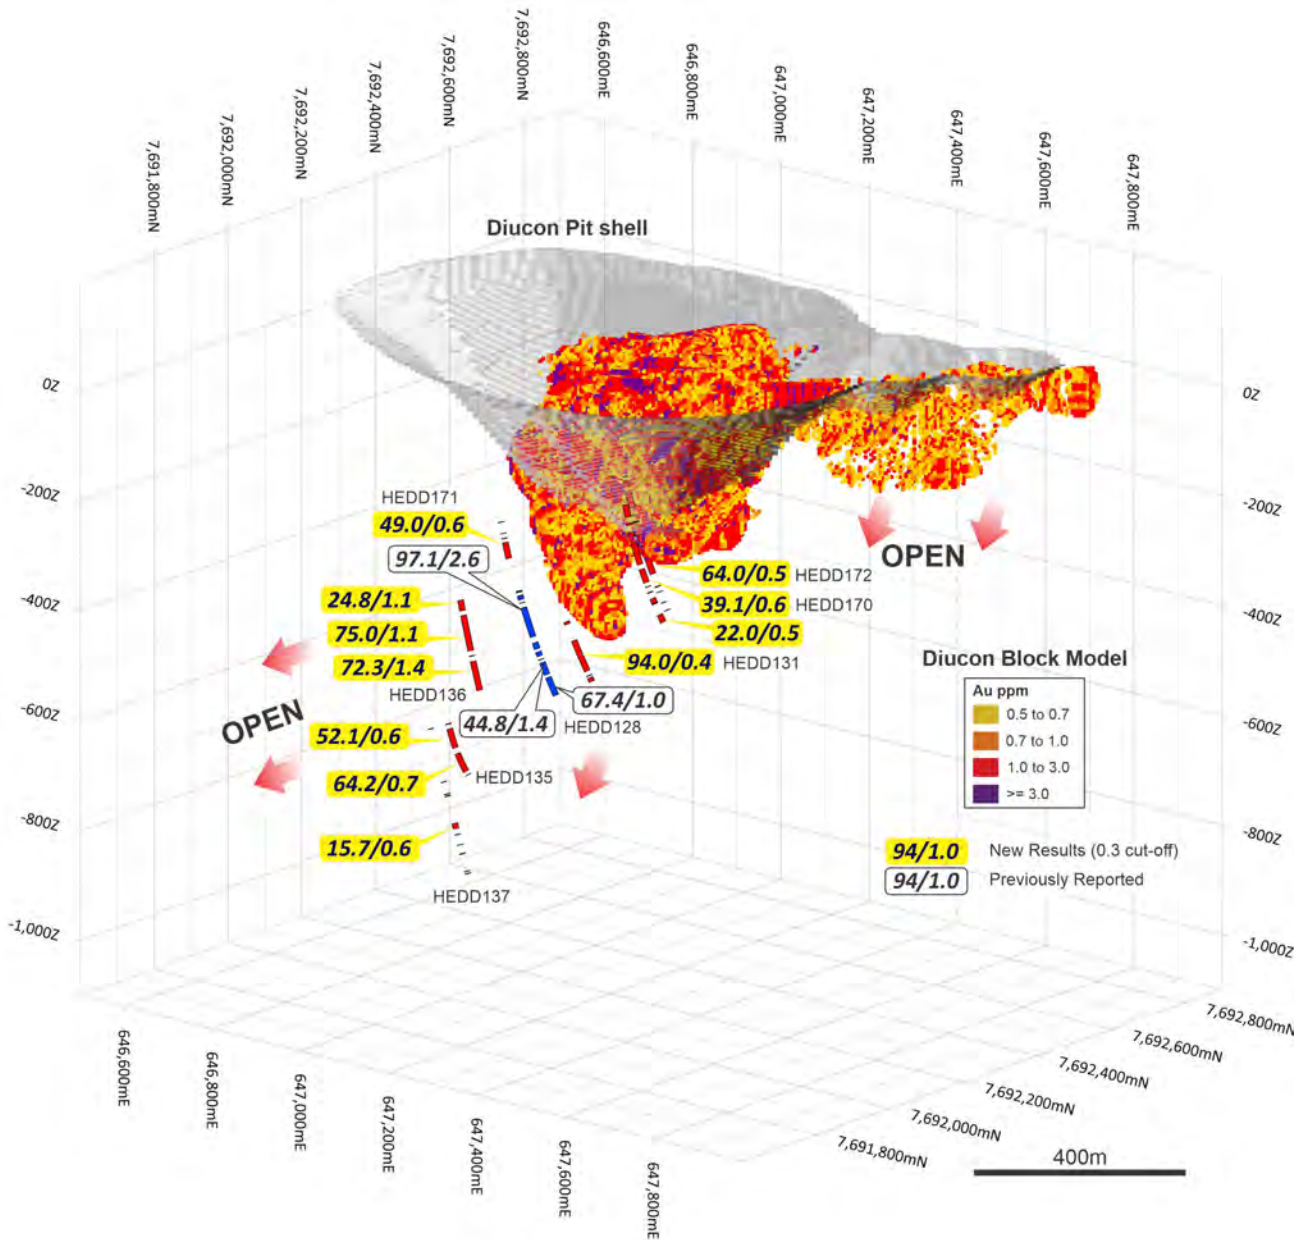 7,691,800mN
7,692,000mN
7,692,200mN
7,692,400mN
7,692,600mN
7,692,800mN
646,600mE
646,800mE
647,000mE
647,200mE
647,400mE
647,600mE
647,800mE
Diucon Pit shell
0Z
-200Z
-400Z
-600Z
-800Z
-1,000Z
0Z
-200Z
-400Z
-600Z
-800Z
-1,000Z
HEDD171
49.0/0.6
97.1/2.6
24.8/1.1
75.0/1.1
72.3/1.4
HEDD136
OPEN
52.1/0.6
64.2/0.7
HEDD135
15.7/0.6
HEDD137
44.8/1.4
67.4/1.0
HEDD128
64.0/0.5 HEDD172
39.1/0.6 HEDD170
22.0/0.5
94.0/0.4 HEDD131
OPEN
Diucon Block Model
Au ppm
0.5 to 0.7
0.7 to 1.0
1.0 to 3.0
>= 3.0
94/1.0 New Results (0.3 cut-off)
94/1.0 Previously Reported
646,600mE
646,800mE
647,000mE
647,200mE
647,400mE
647,600mE
647,800mE
7,692,800mN
7,692,600mN
7,692,400mN
7,692,200mN
7,692,000mN
7,691,800mN
400m